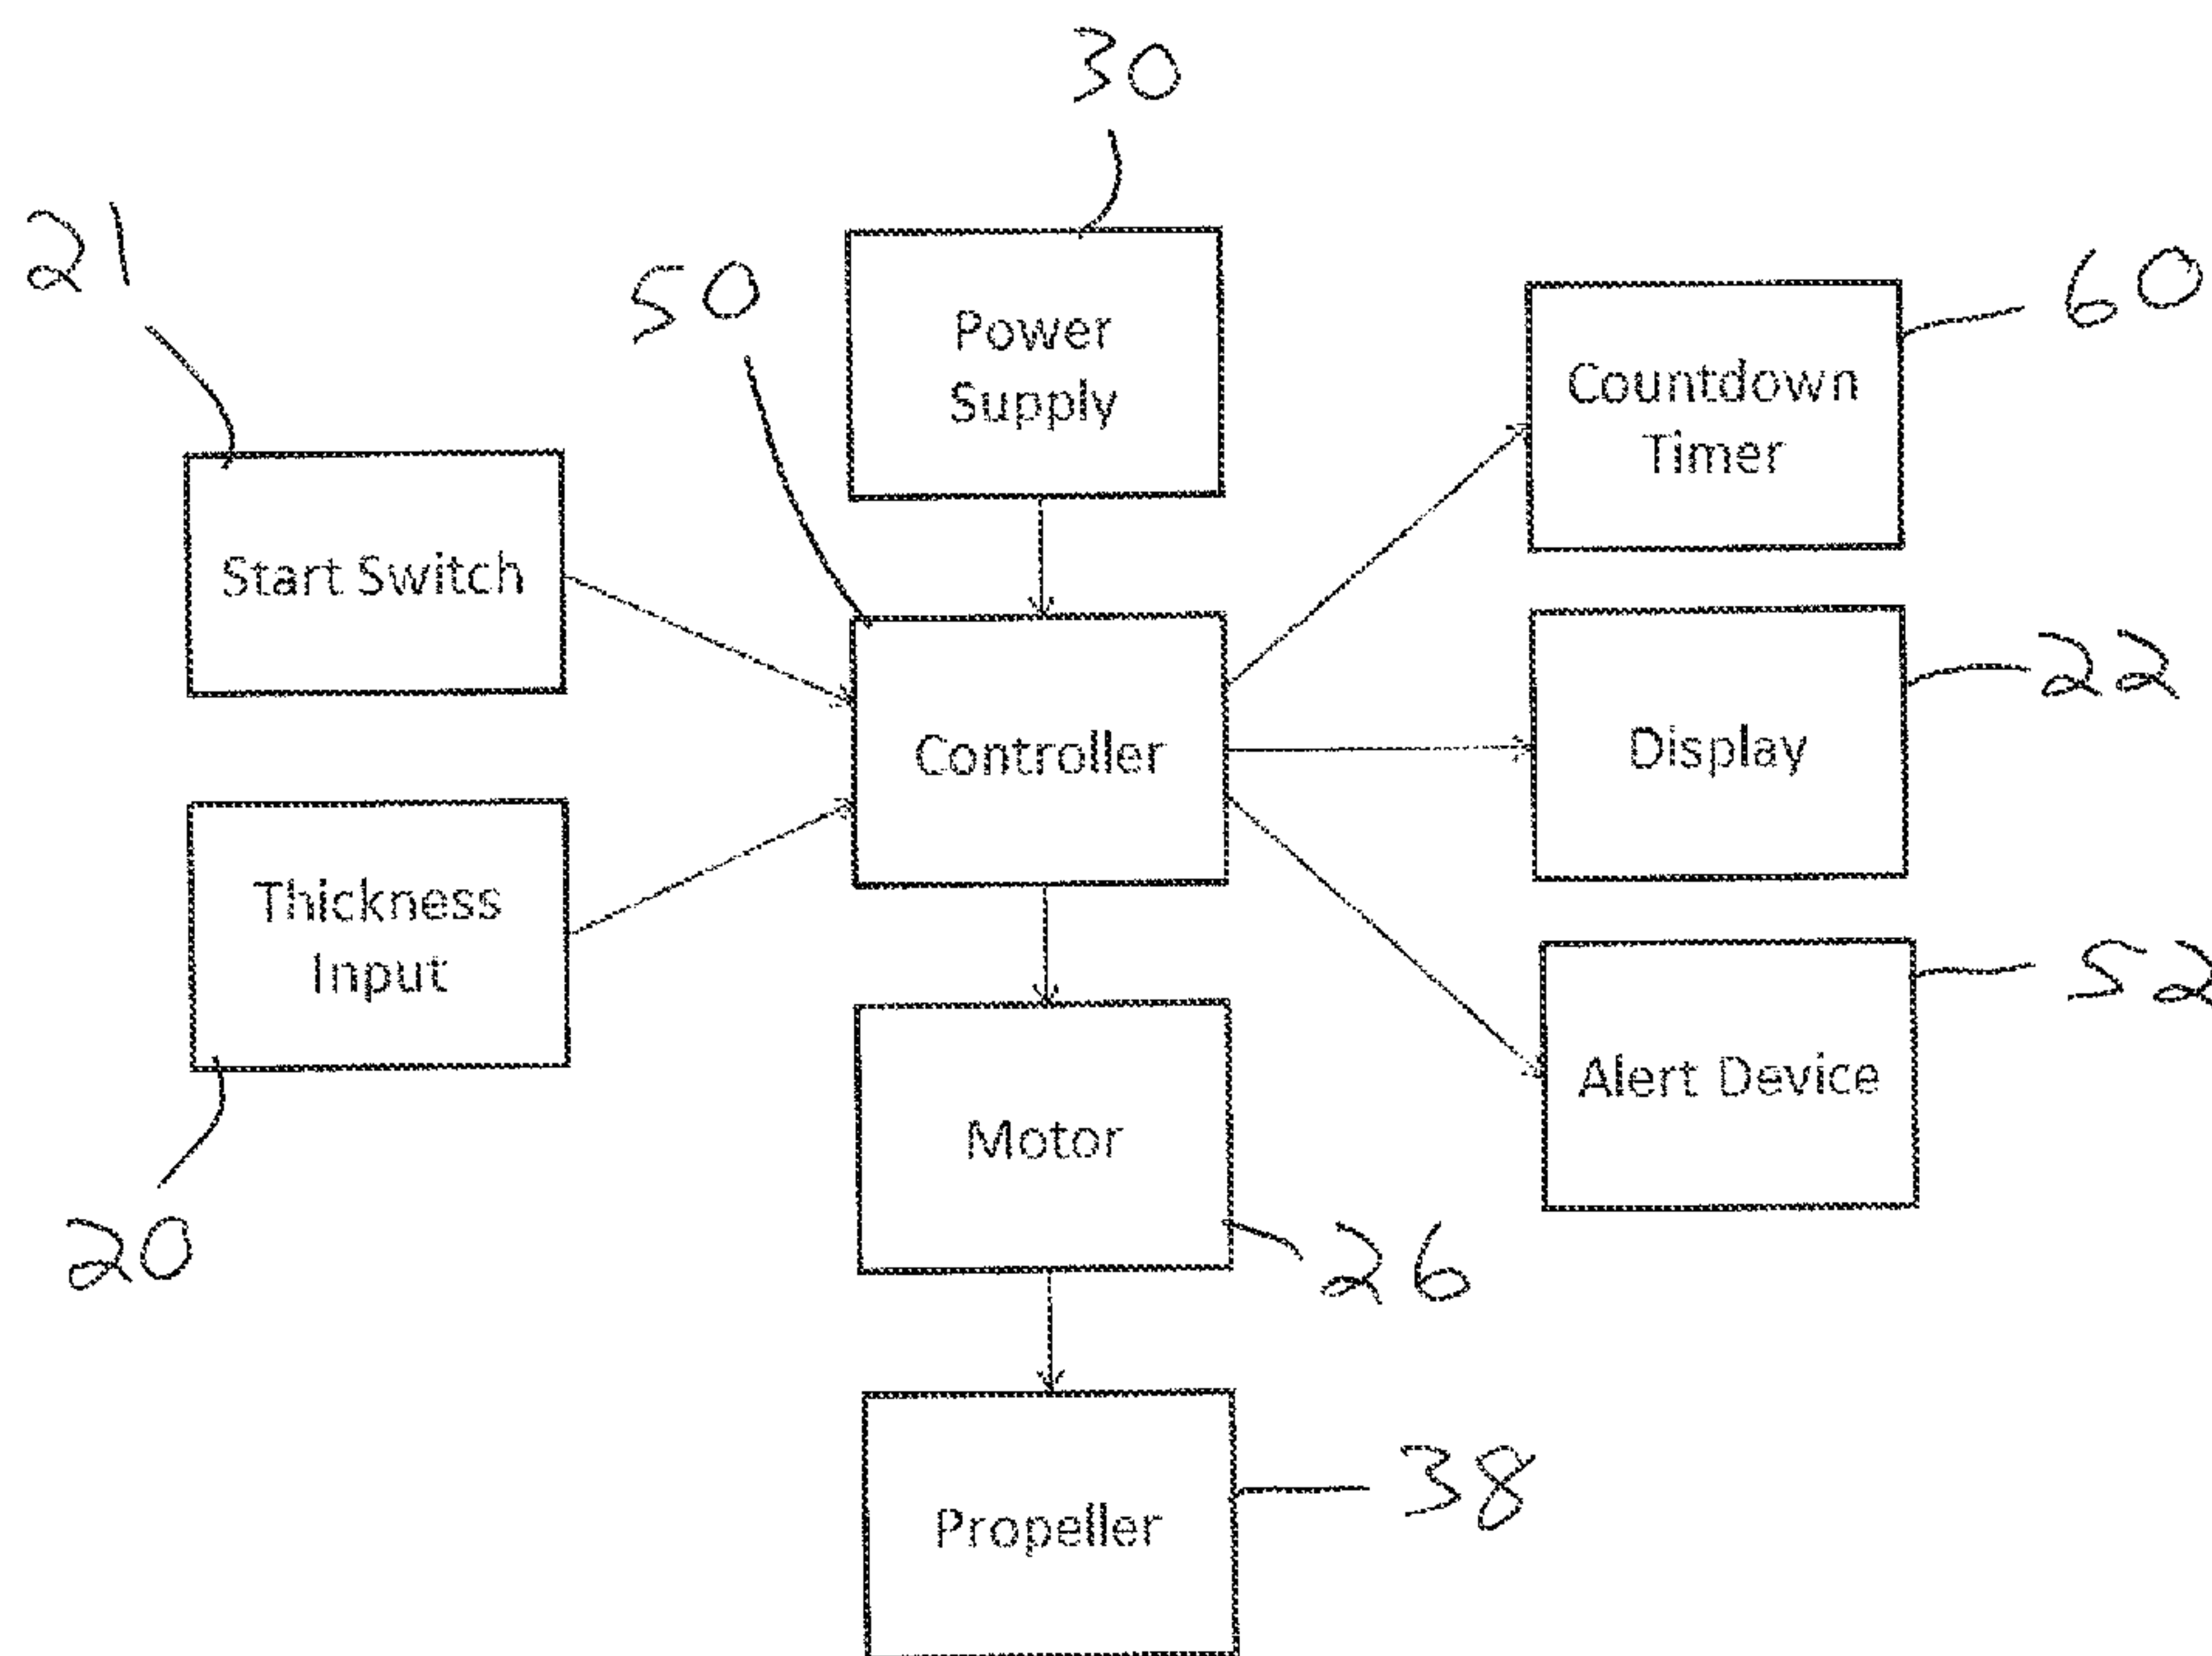 30
21
50
Power
Supply
60
Countdown
Timer
Start Switch
22
Controller
Display
Thickness
Input
52
Alert Device
Motor
20
26
38
Propeller